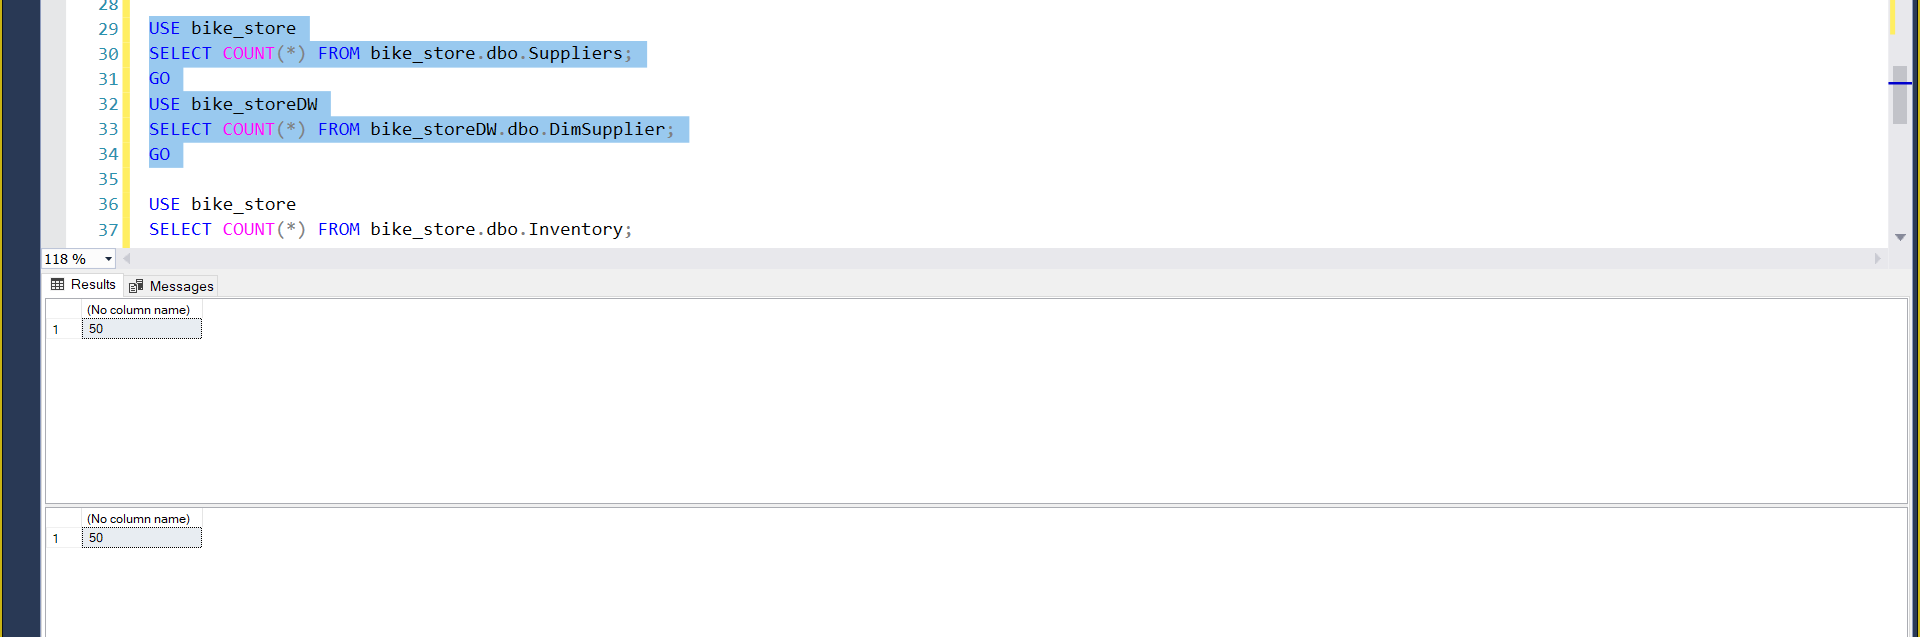 28
29 USE bike_store
30 SELECT COUNT(*) FROM bike_store.dbo.Suppliers;
31 GO
32 USE bike_storeDW
33 SELECT COUNT(*) FROM bike_storeDW.dbo.DimSupplier;
34 GO
35
36 USE bike_store
37 SELECT COUNT(*) FROM bike_store.dbo.Inventory;
118 %
Results Messages
(No column name)
1 50
(No column name)
1 50